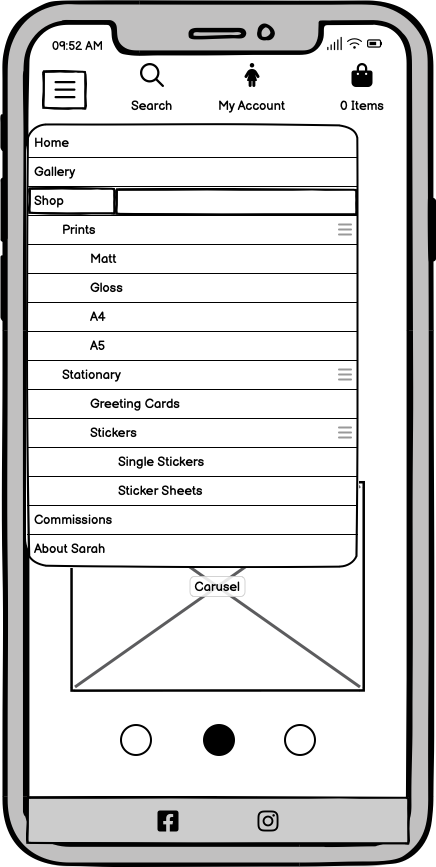 09:52 AM
Search
My Account
0 Items
Home
Gallery
Shop
Prints
Matt
Gloss
A4
A5
Stationary
Greeting Cards
Stickers
Single Stickers
Sticker Sheets
Commissions
About Sarah
Carusel